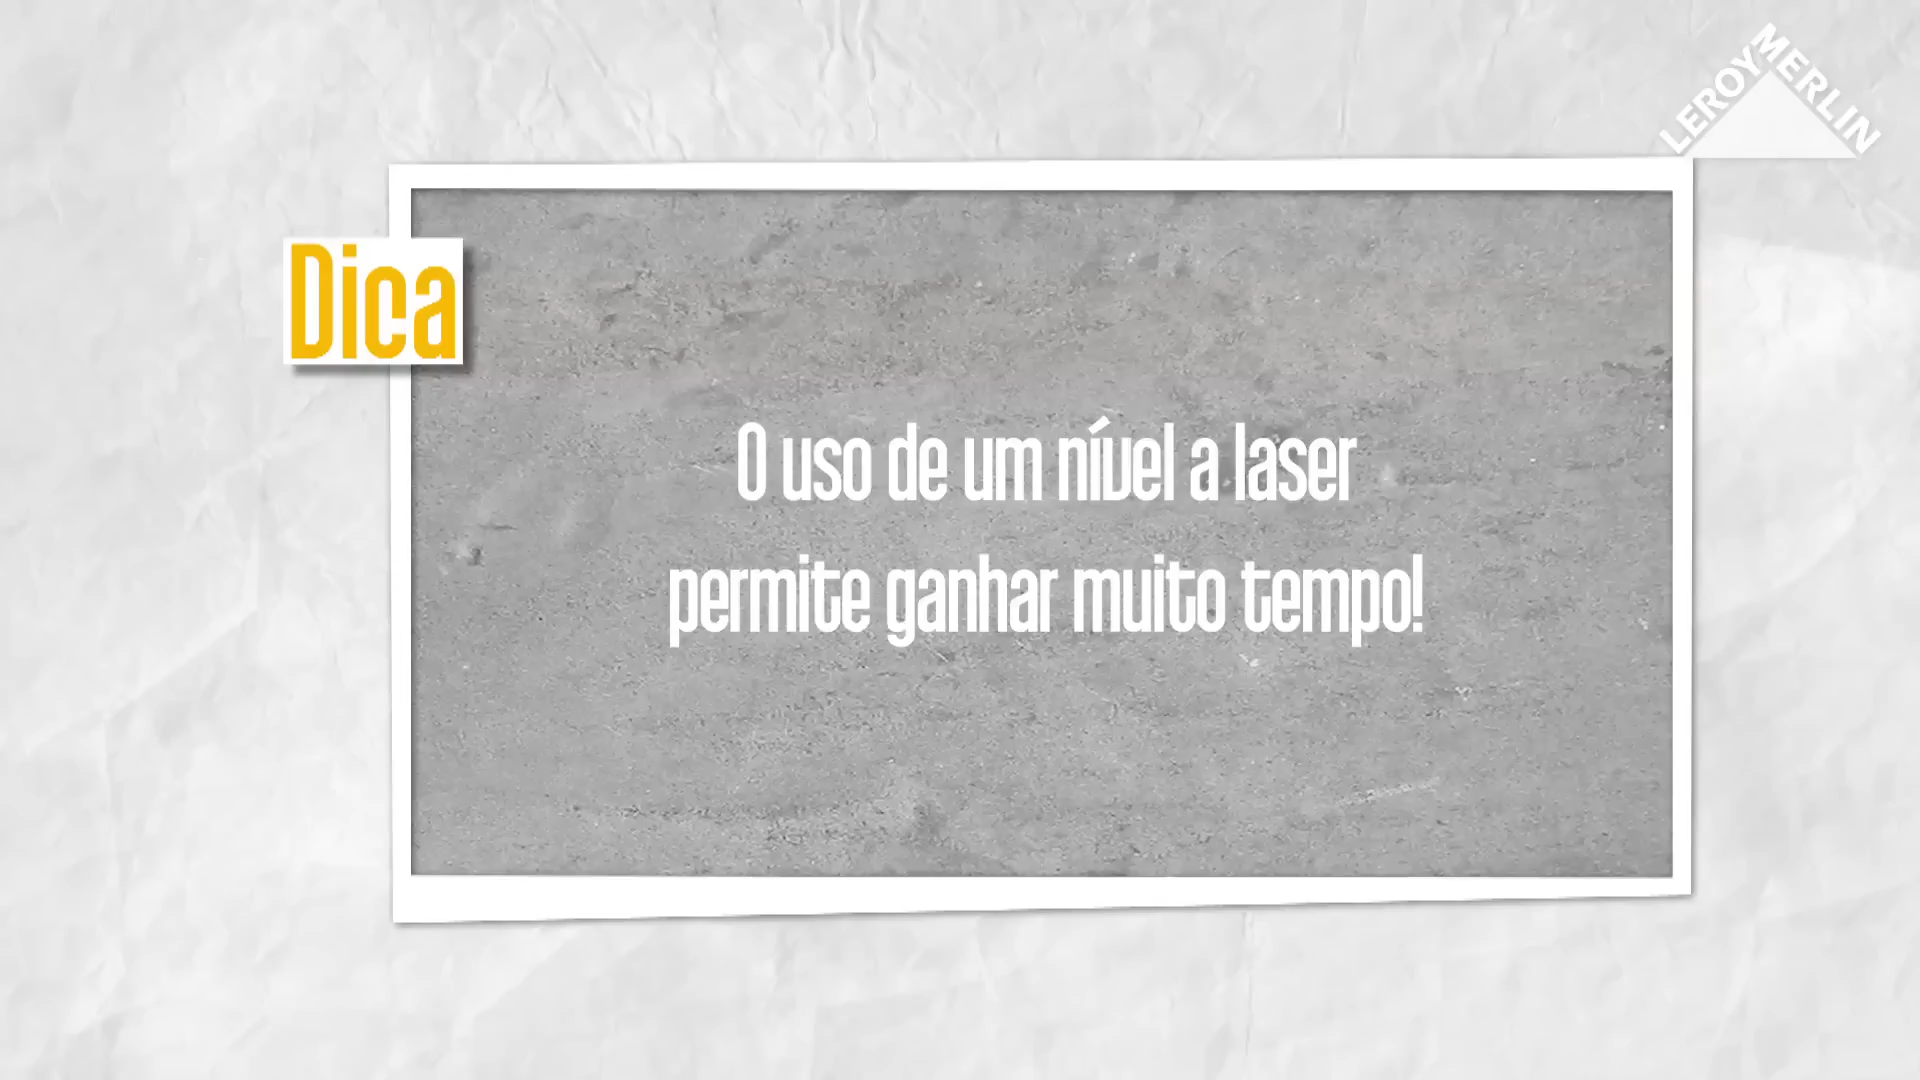 LEROY MERLIN
Dica
O uso de um nível a laser
permite ganhar muito tempo!